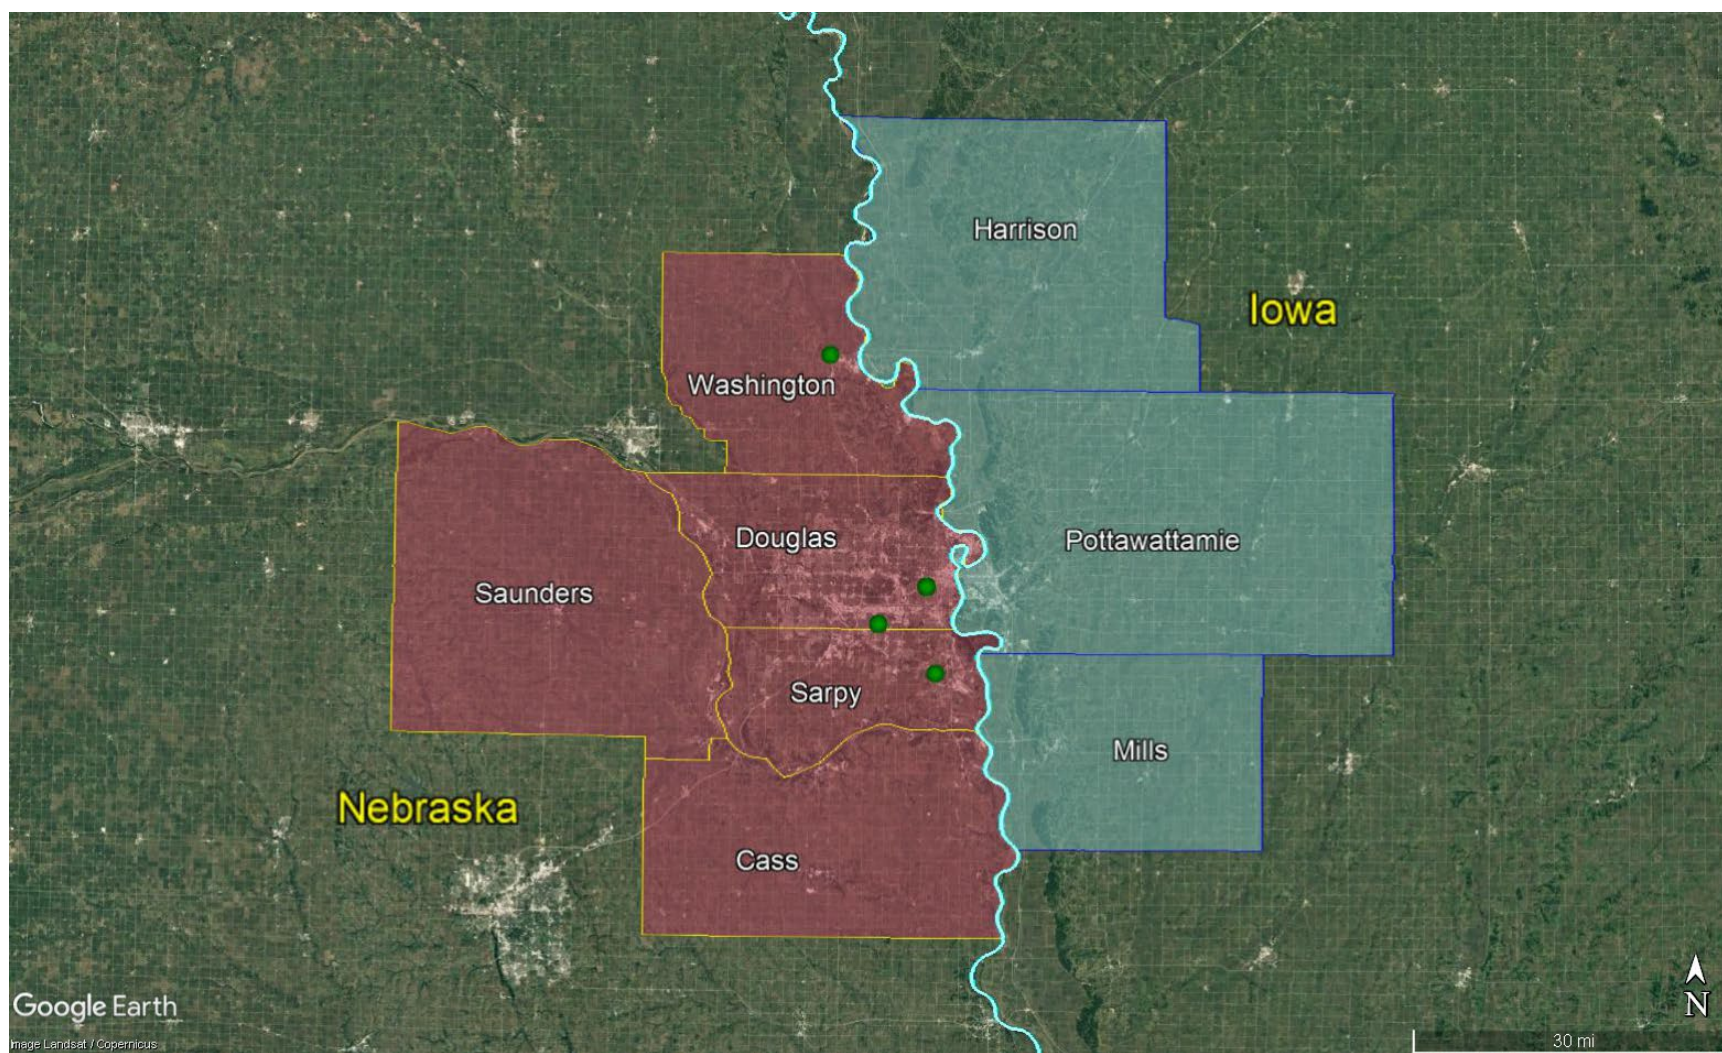 Harrison
Iowa
Washington
Douglas
Pottawattamie
Saunders
Sarpy
Mills
Nebraska
Cass
Google Earth
N
Image Landsat / Copernicus
30 mi